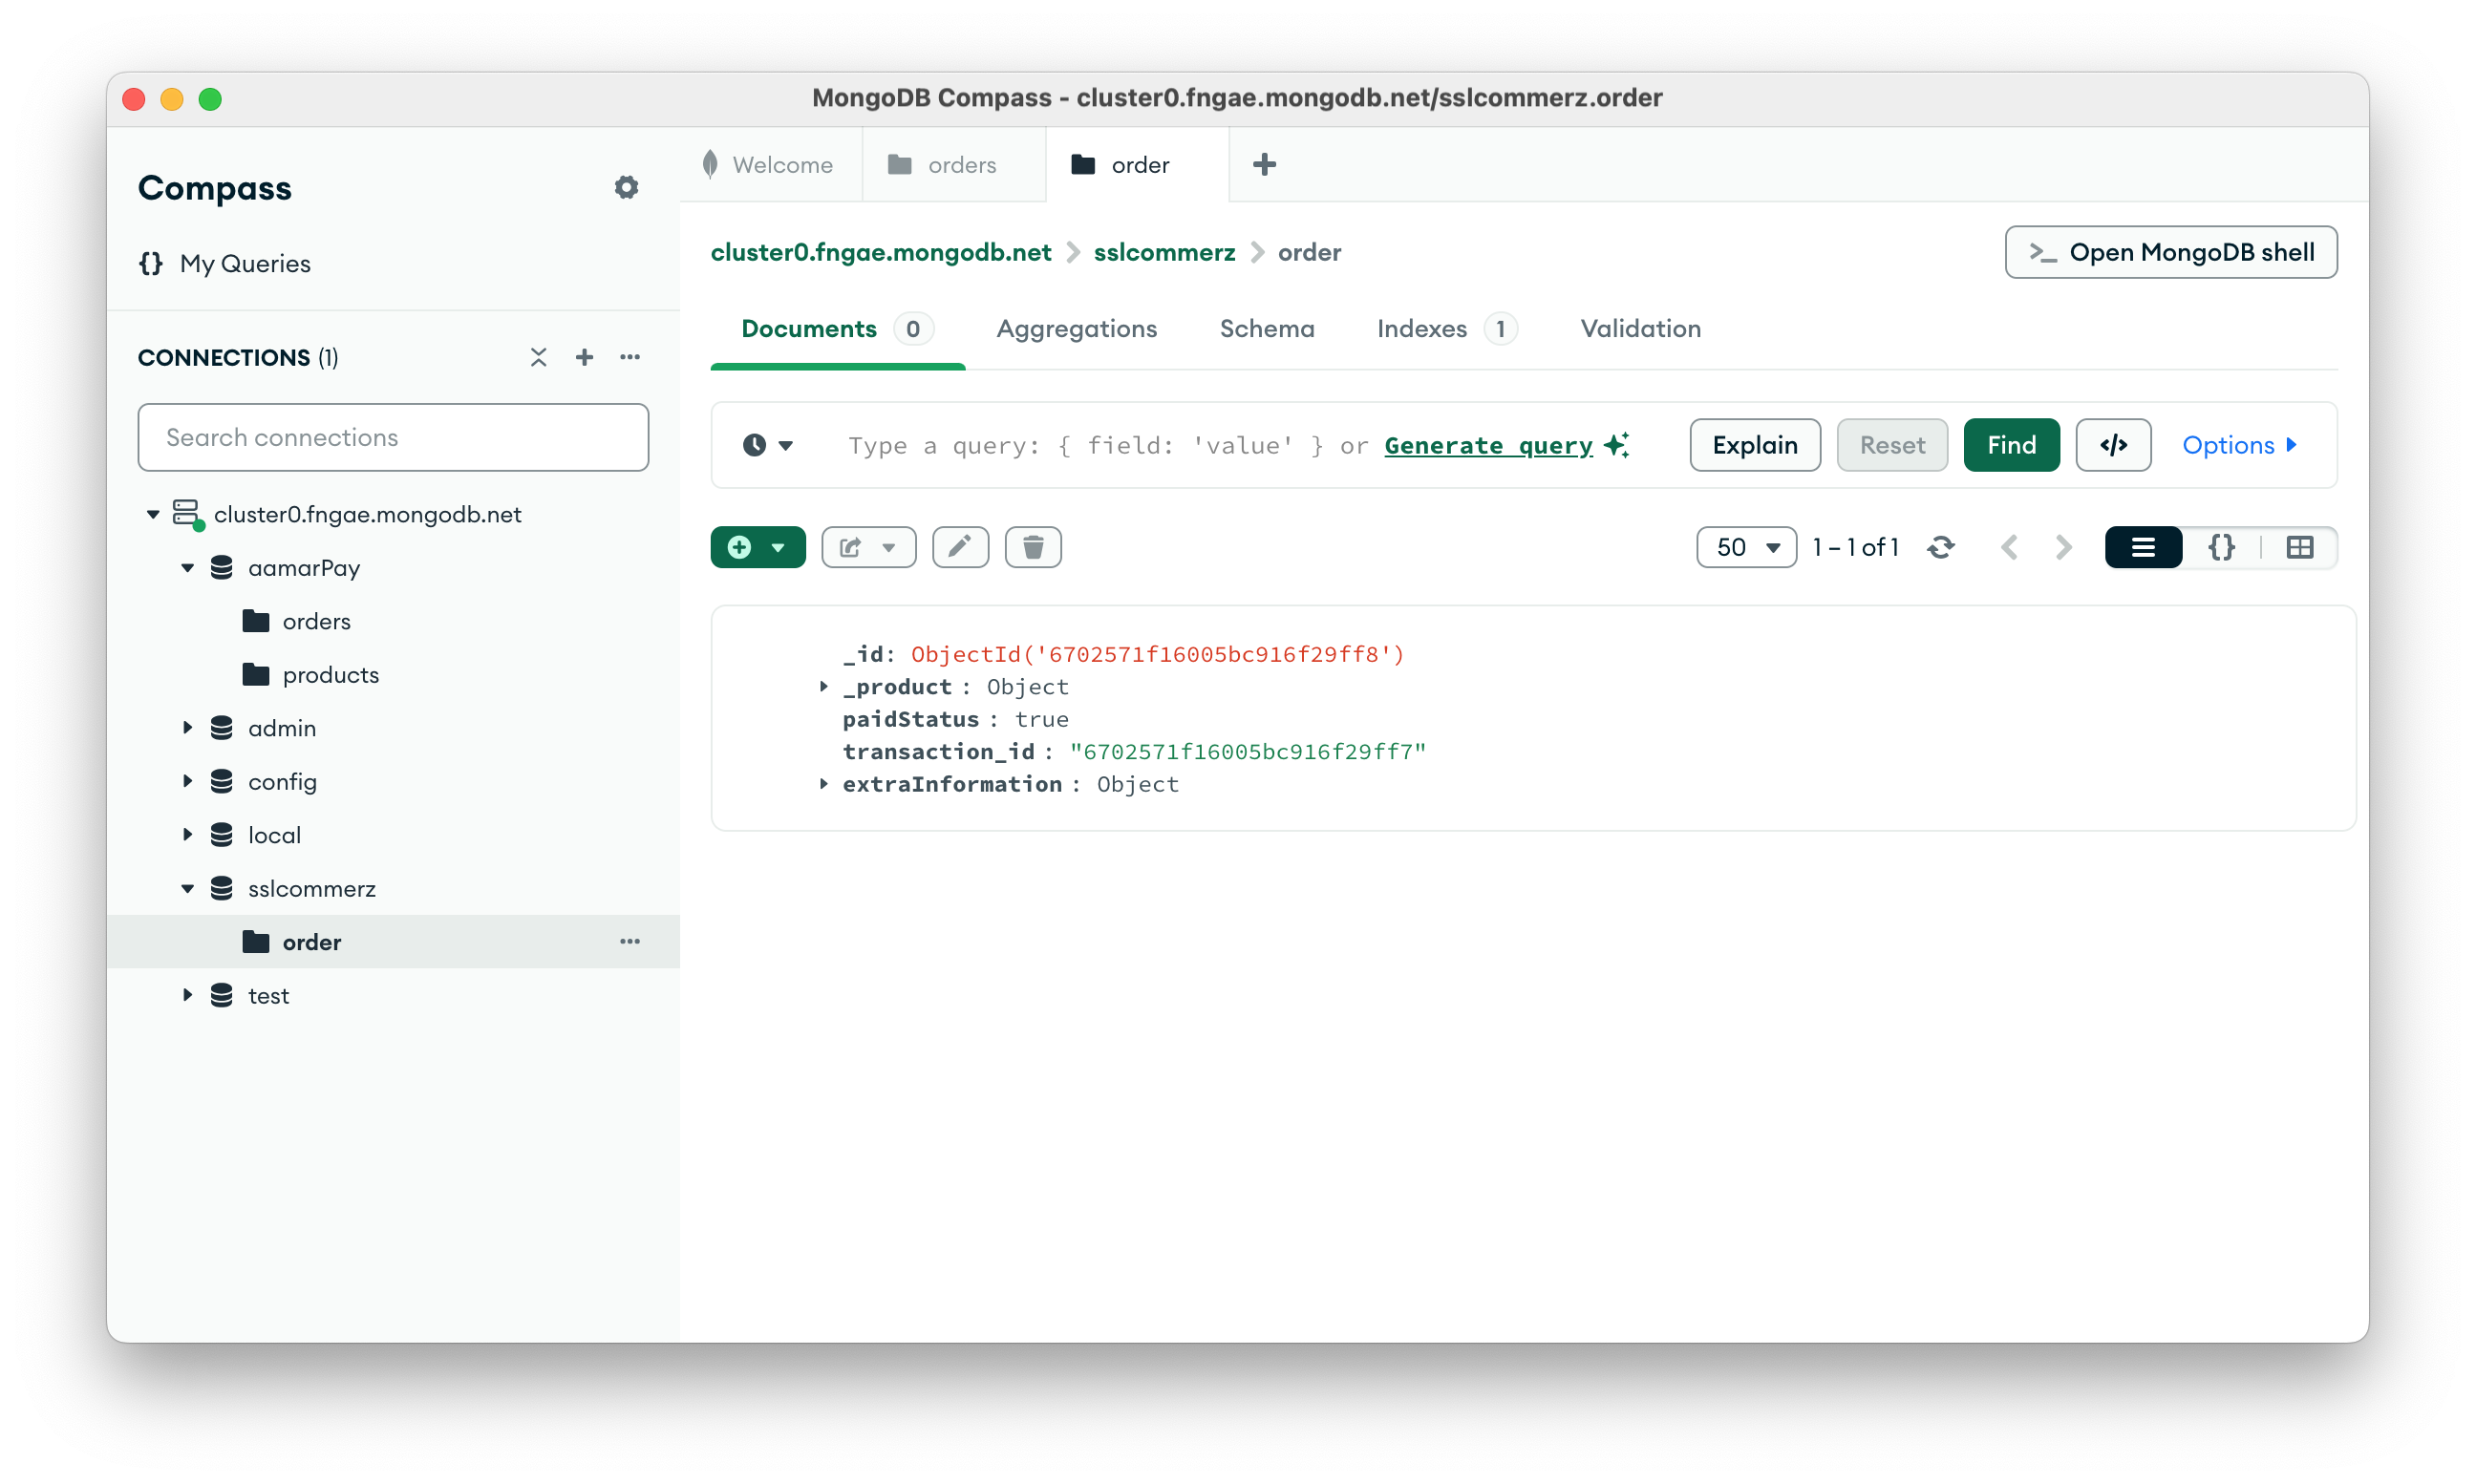 MongoDB Compass - cluster0.fngae.mongodb.net/sslcommerz.order
Compass
{} My Queries
CONNECTIONS (1)
Search connections
cluster0.fngae.mongodb.net
aamarPay
orders
products
admin
config
local
sslcommerz
order
test
Welcome
orders
order
cluster0.fngae.mongodb.net > sslcommerz > order
>_ Open MongoDB shell
Documents 0 Aggregations Schema Indexes 1 Validation
Type a query: { field: 'value' } or Generate query
Explain Reset Find </> Options
50 1 – 1 of 1 {}
_id: ObjectId('6702571f16005bc916f29ff8')
_product : Object
paidStatus : true
transaction_id : "6702571f16005bc916f29ff7"
extraInformation : Object